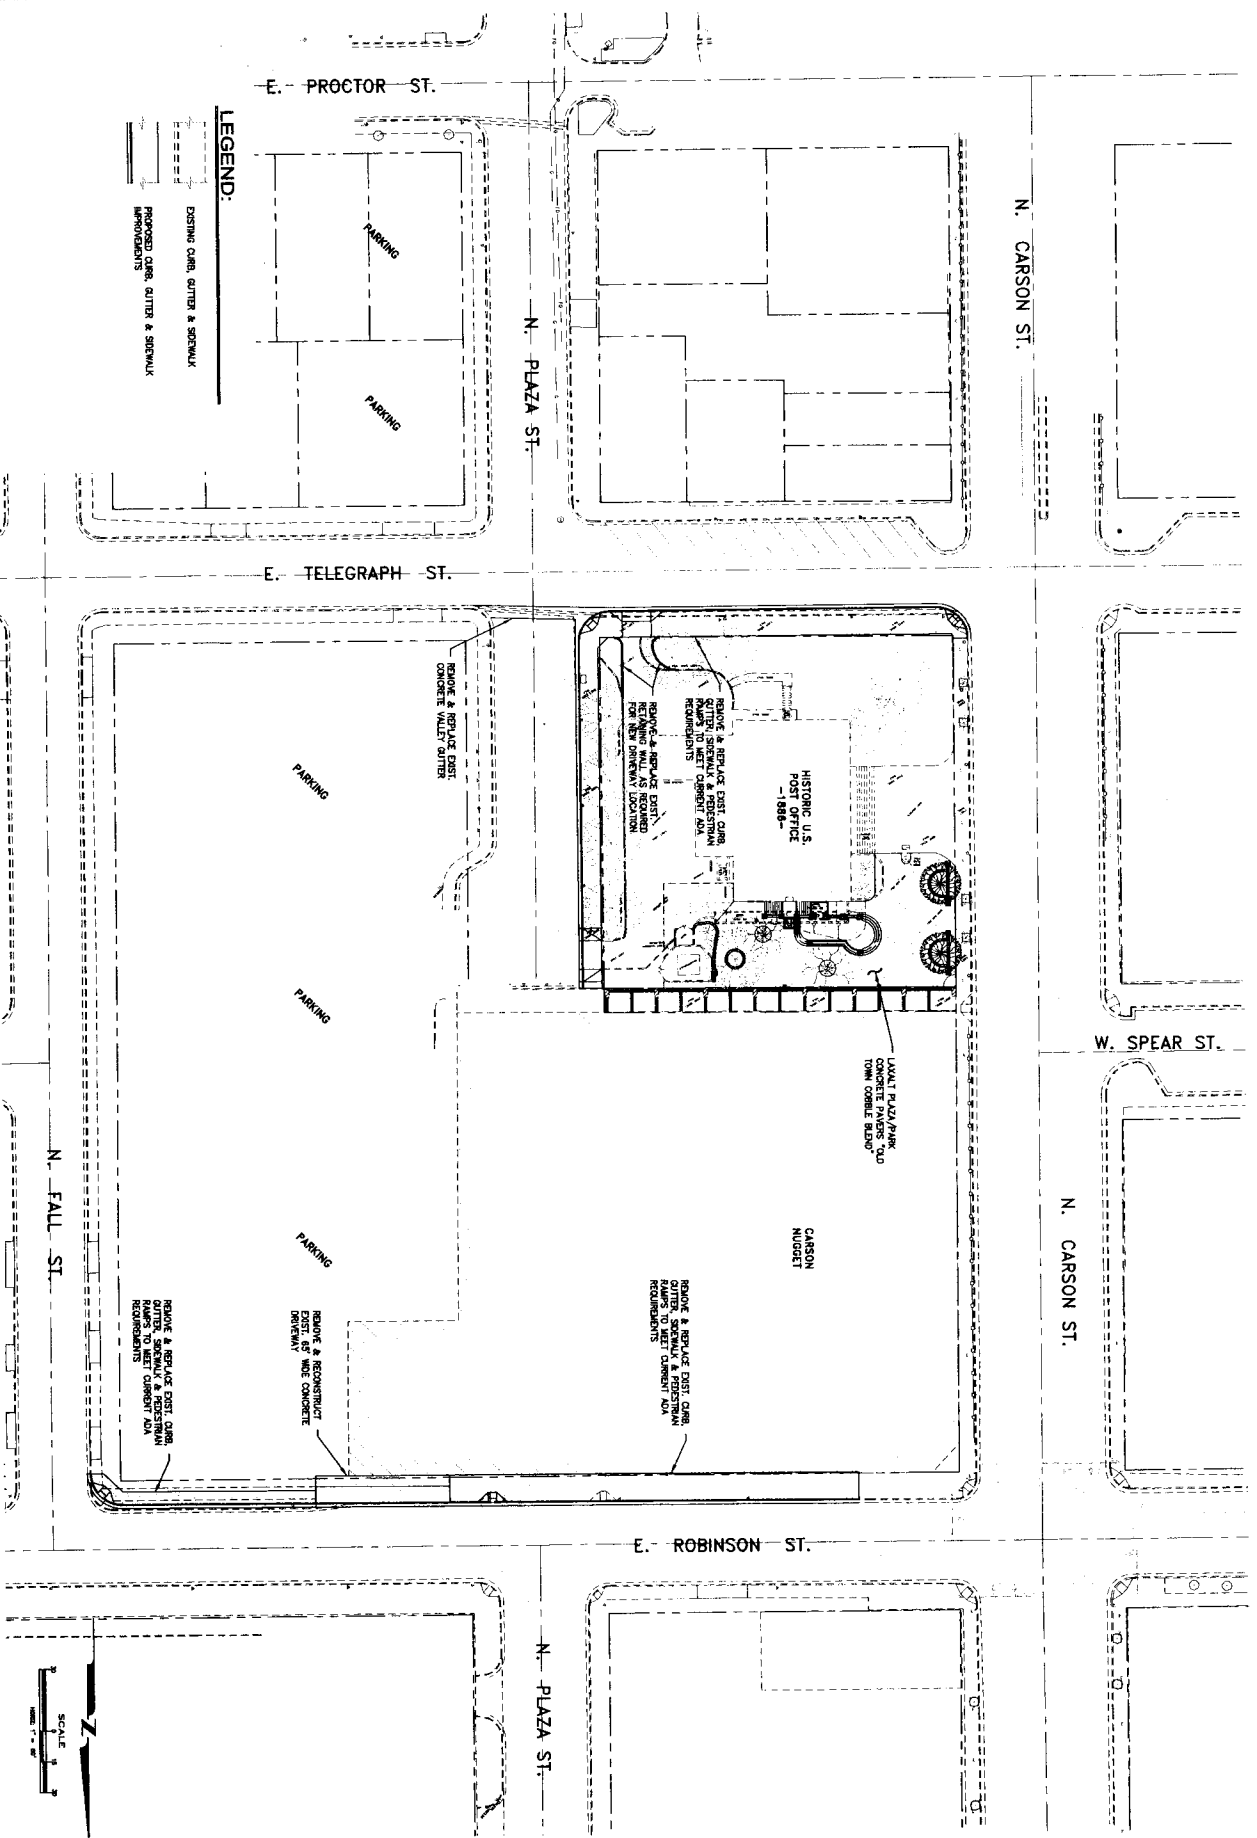 E. PROCTOR ST.
LEGEND:
EXISTING CURB, GUTTER & SIDEWALK
PROPOSED CURB, GUTTER & SIDEWALK
IMPROVEMENTS
PARKING
PARKING
N. PLAZA ST.
N. CARSON ST.
E. TELEGRAPH ST.
REMOVE & REPLACE EXIST.
CONCRETE VALLEY GUTTER
REMOVE & REPLACE EXIST.
RETAINING WALL AS REQUIRED
FOR NEW DRIVEWAY LOCATION
REMOVE & REPLACE EXIST. CURB,
GUTTER, SIDEWALK & PEDESTRIAN
RAMPS TO MEET CURRENT ADA
REQUIREMENTS
HISTORIC U.S.
POST OFFICE
-1886-
PARKING
PARKING
LAXALT PLAZA/PARK
CONCRETE PAVERS "OLD
TOWN COBBLE BLEND"
W. SPEAR ST.
N. FALL ST.
PARKING
CARSON
NUGGET
N. CARSON ST.
REMOVE & REPLACE EXIST. CURB,
GUTTER, SIDEWALK & PEDESTRIAN
RAMPS TO MEET CURRENT ADA
REQUIREMENTS
REMOVE & RECONSTRUCT
EXIST. 65' WIDE CONCRETE
DRIVEWAY
REMOVE & REPLACE EXIST. CURB,
GUTTER, SIDEWALK & PEDESTRIAN
RAMPS TO MEET CURRENT ADA
REQUIREMENTS
E. ROBINSON ST.
N. PLAZA ST.
Z
SCALE